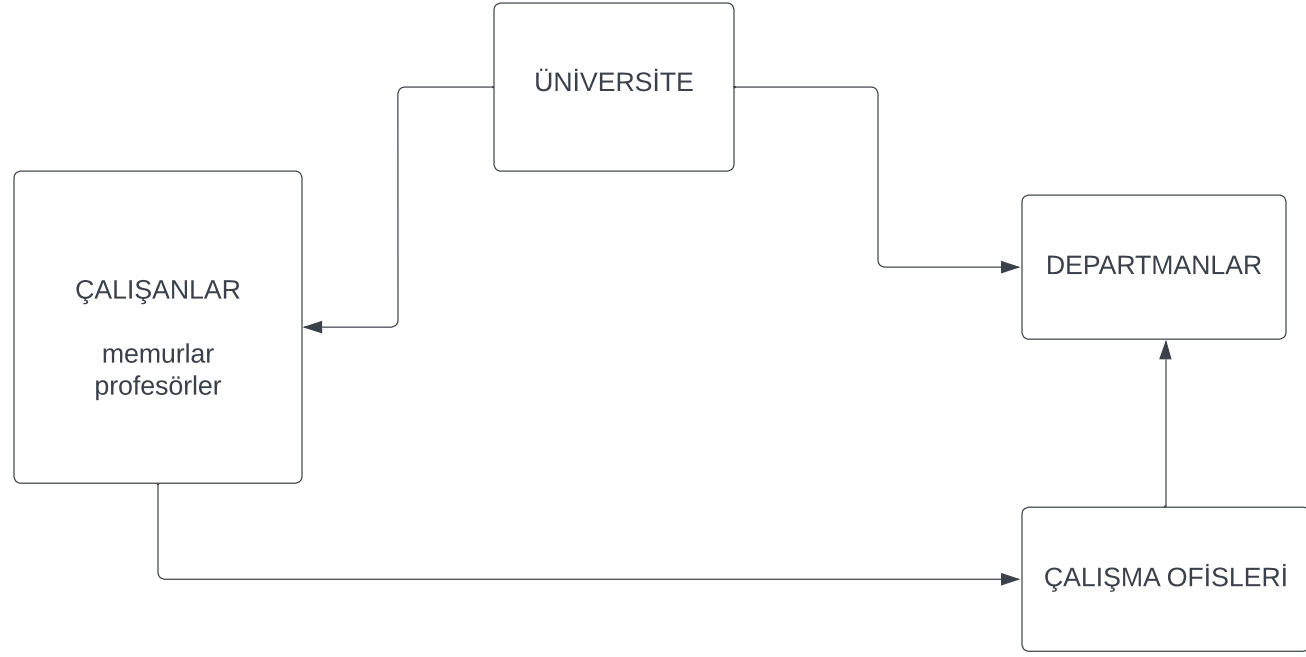 ÜNİVERSİTE
DEPARTMANLAR
ÇALIŞANLAR
memurlar
profesörler
ÇALIŞMA OFİSLERİ